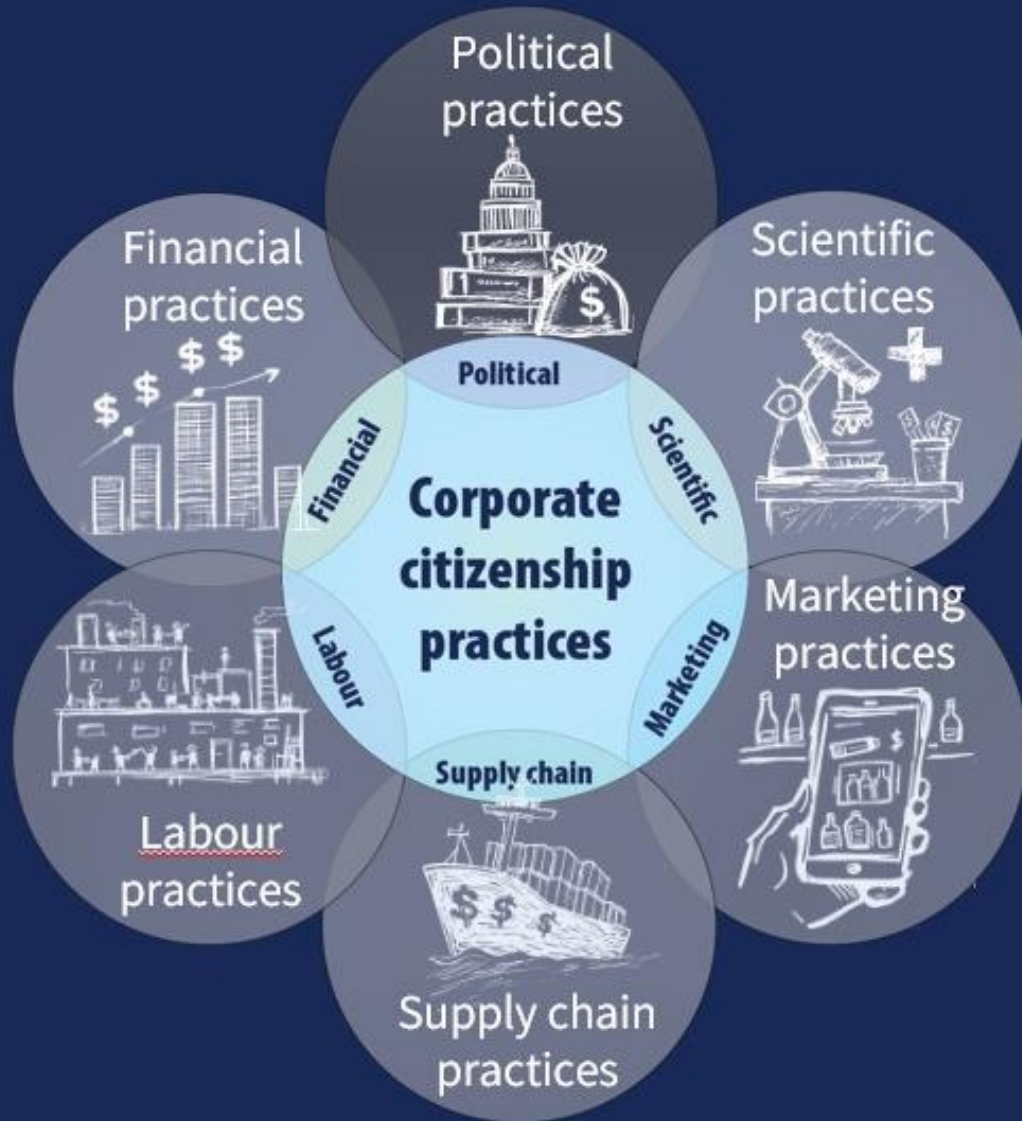 Political
practices
Financial
practices
$ $ $ $
Scientific
practices
$
Political
Financial
Scientific
Corporate
citizenship
practices
Labour
Marketing
Supply chain
Marketing
practices
$
Labour
practices
$ $ $
Supply chain
practices